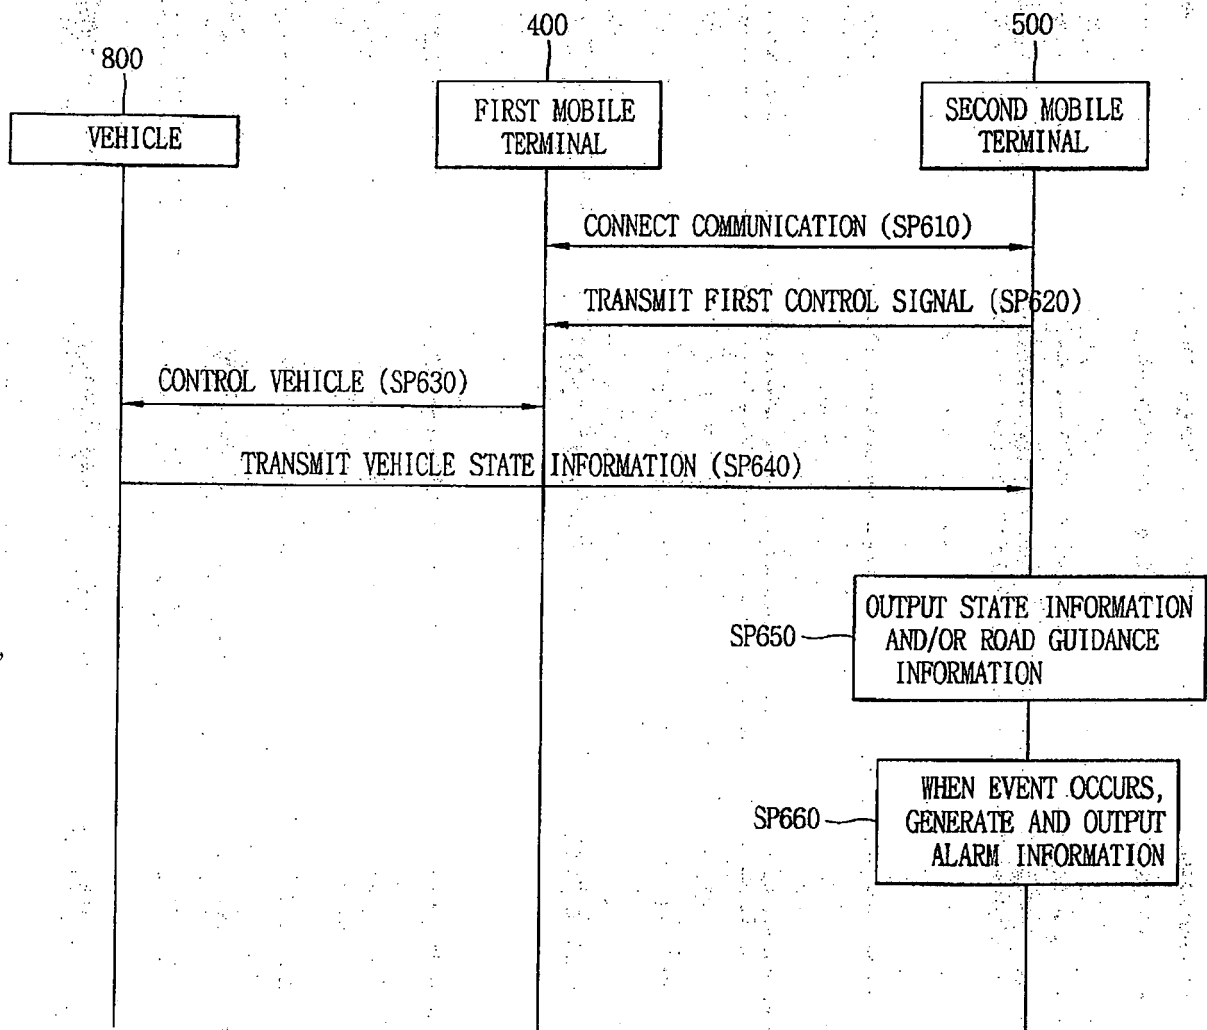 400
500
800
FIRST MOBILE
TERMINAL
SECOND MOBILE
TERMINAL
VEHICLE
CONNECT COMMUNICATION (SP610)
TRANSMIT FIRST CONTROL SIGNAL (SP620)
CONTROL VEHICLE (SP630)
TRANSMIT VEHICLE STATE INFORMATION (SP640)
OUTPUT STATE INFORMATION
AND/OR ROAD GUIDANCE
INFORMATION
SP650
WHEN EVENT OCCURS,
GENERATE AND OUTPUT
ALARM INFORMATION
SP660